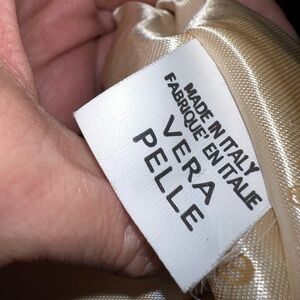 MADE IN ITALY
FABRIQUE' EN ITALIE
VERA
PELLE